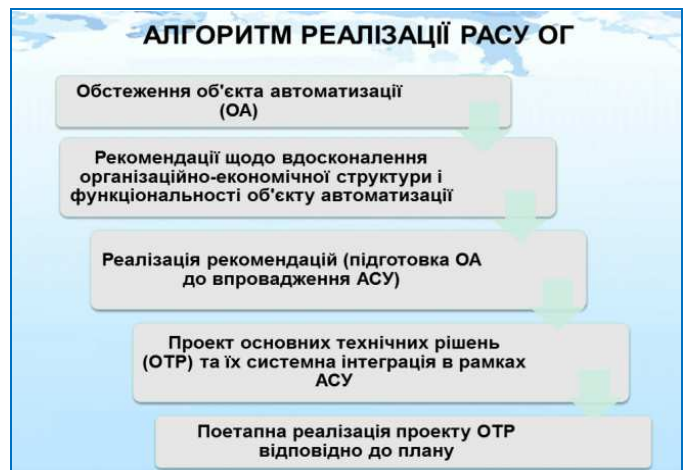 АЛГОРИТМ РЕАЛІЗАЦІЇ РАСУ ОГ
Обстеження об'єкта автоматизації
(ОА)
Рекомендації щодо вдосконалення
організаційно-економічної структури і
функціональності об'єкту автоматизації
Реалізація рекомендацій (підготовка ОА
до впровадження АСУ)
Проект основних технічних рішень
(ОТР) та їх системна інтеграція в рамках
АСУ
Поетапна реалізація проекту ОТР
відповідно до плану